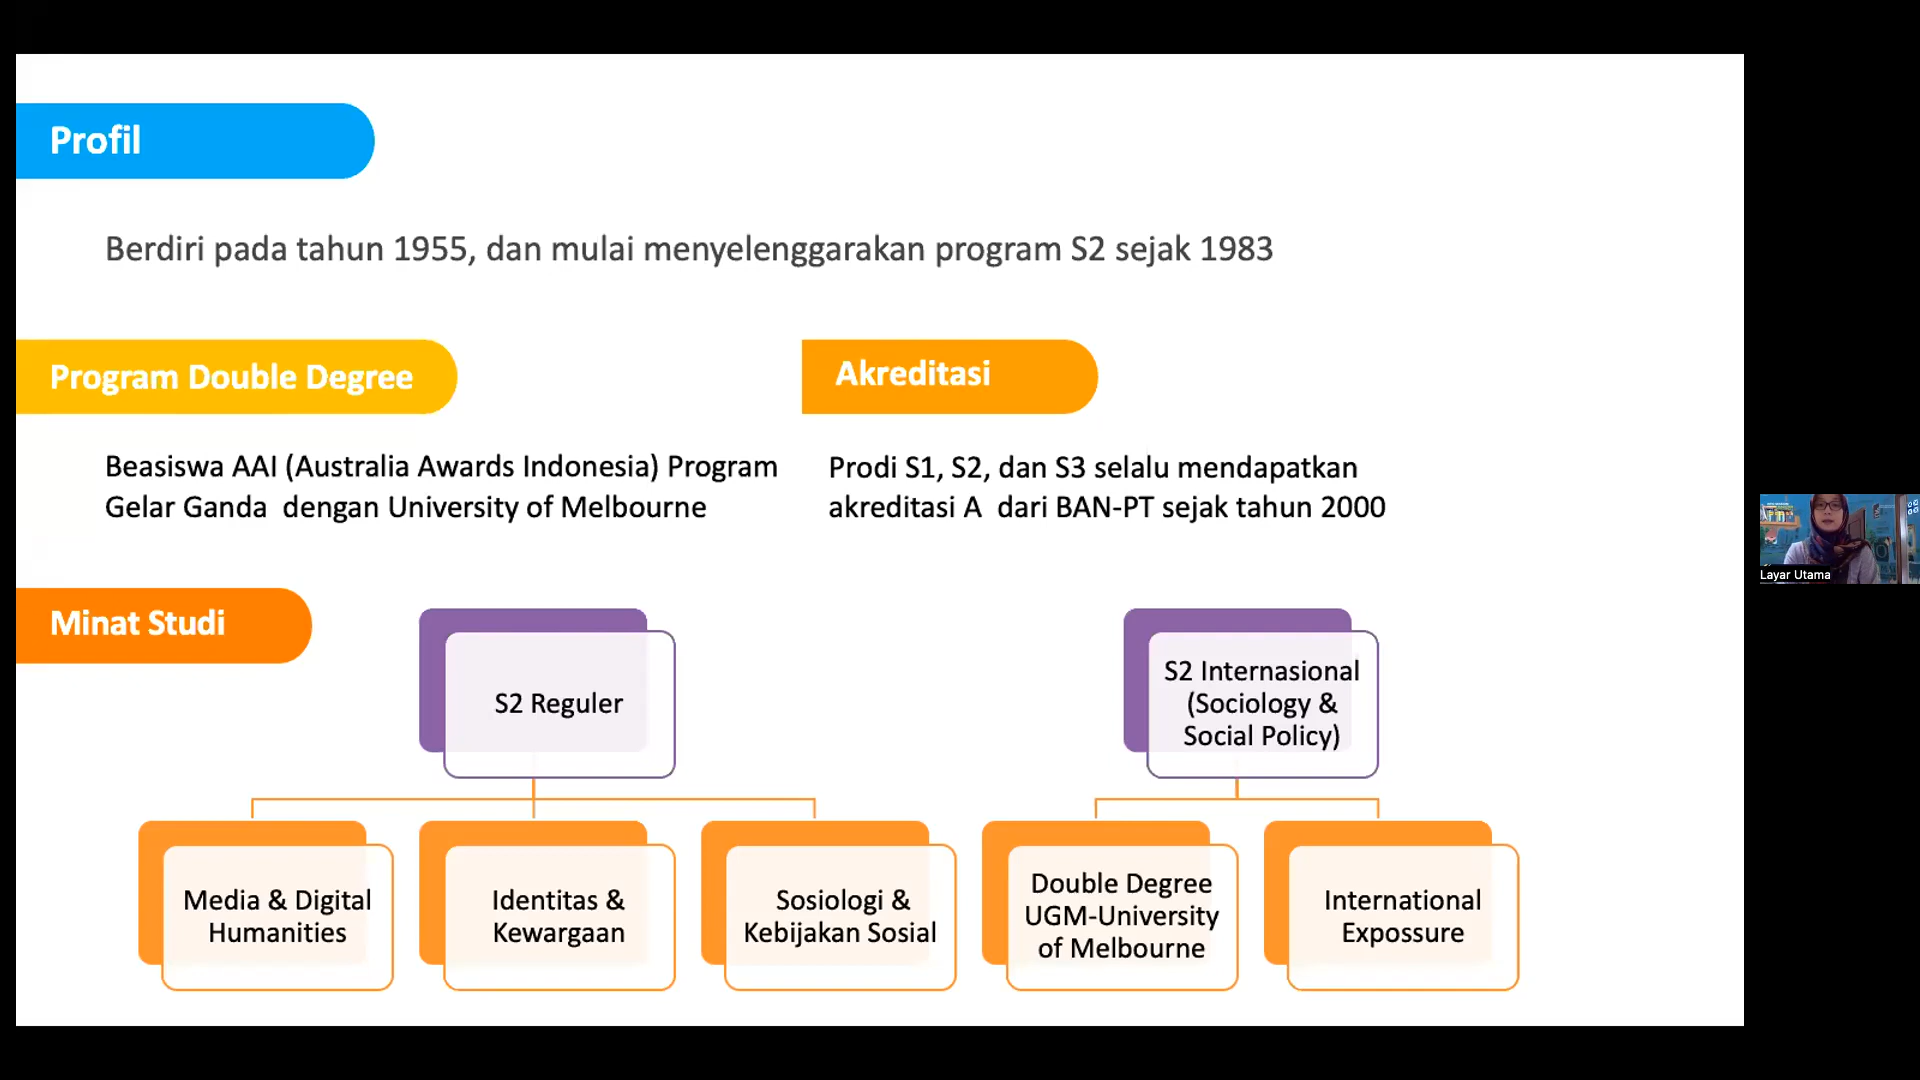 Profil
Berdiri pada tahun 1955, dan mulai menyelenggarakan program S2 sejak 1983
Program Double Degree
Beasiswa AAI (Australia Awards Indonesia) Program
Gelar Ganda  dengan University of Melbourne
Akreditasi
Prodi S1, S2, dan S3 selalu mendapatkan
akreditasi A  dari BAN-PT sejak tahun 2000
Minat Studi
S2 Reguler
Media & Digital
Humanities
Identitas &
Kewargaan
Sosiologi &
Kebijakan Sosial
S2 Internasional
(Sociology &
Social Policy)
Double Degree
UGM-University
of Melbourne
International
Expossure
Layar Utama